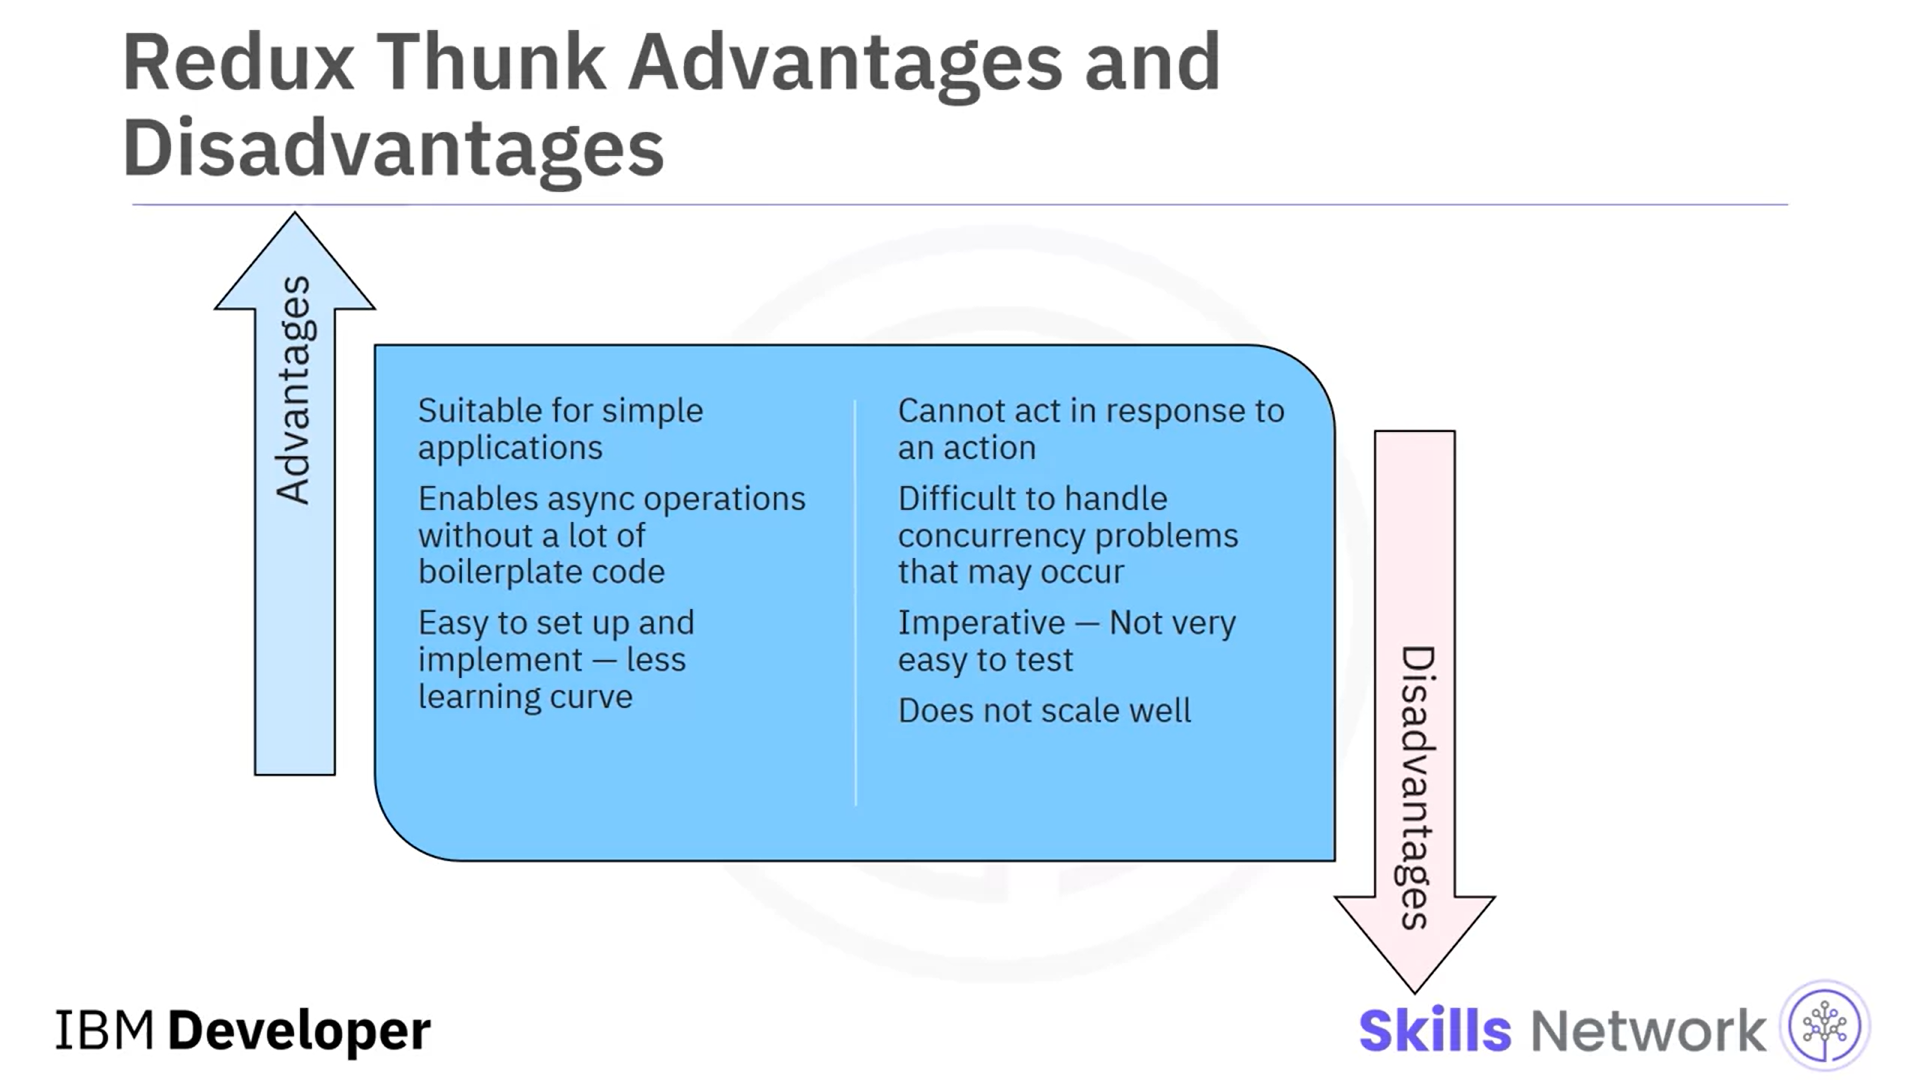 Redux Thunk Advantages and
Disadvantages
Advantages
Suitable for simple
applications
Enables async operations
without a lot of
boilerplate code
Easy to set up and
implement — less
learning curve
Cannot act in response to
an action
Difficult to handle
concurrency problems
that may occur
Imperative — Not very
easy to test
Does not scale well
Disadvantages
IBM Developer
Skills Network